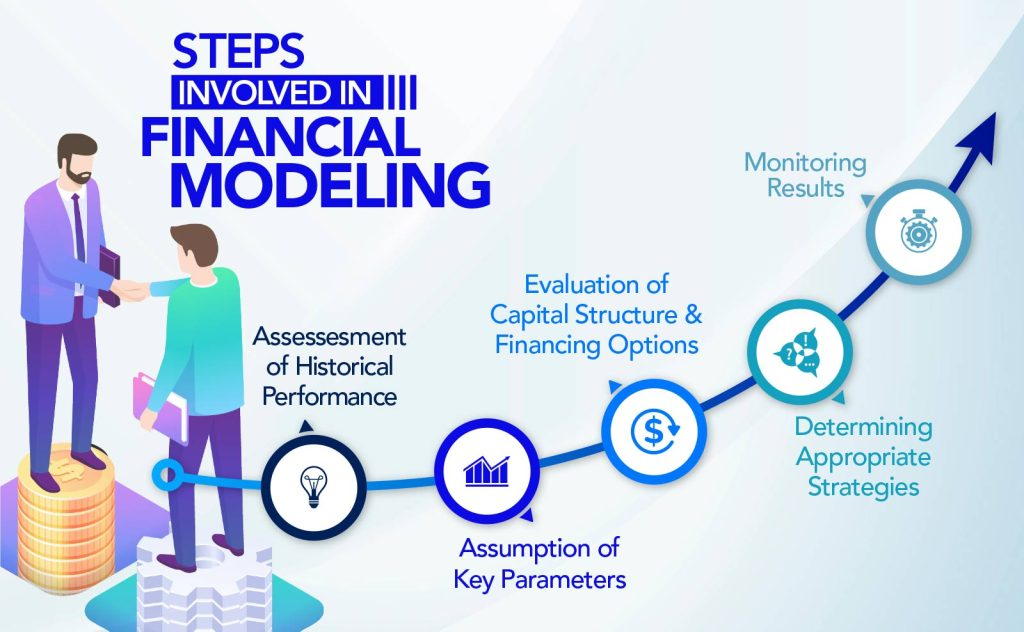 STEPS
INVOLVED IN
FINANCIAL
MODELING
Assessesment
of Historical
Performance
Assumption of
Key Parameters
Evaluation of
Capital Structure &
Financing Options
Determining
Appropriate
Strategies
Monitoring
Results
$
?
!
...